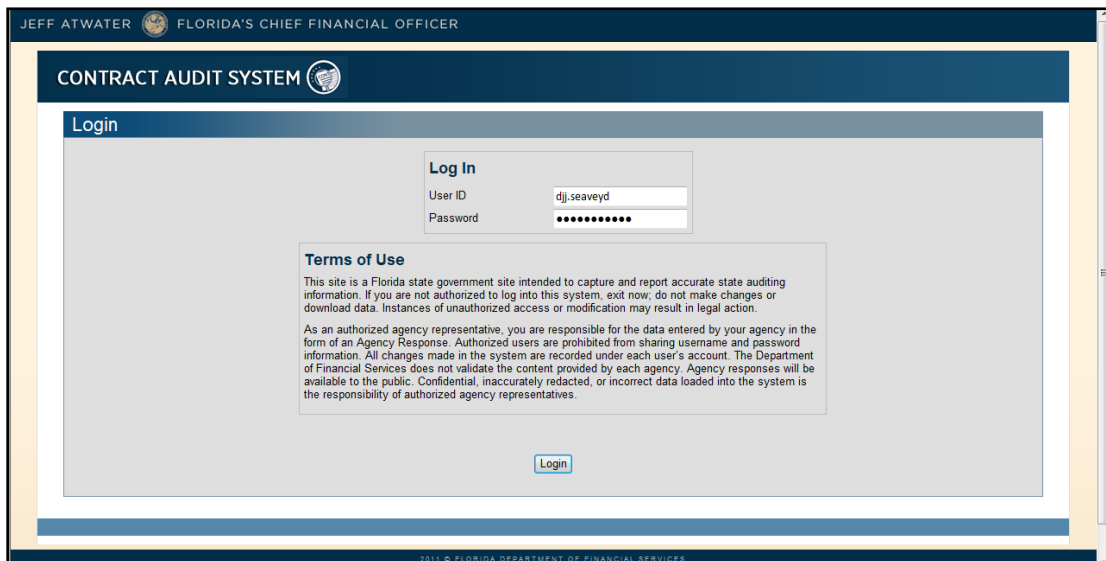 JEFF ATWATER FLORIDA'S CHIEF FINANCIAL OFFICER
CONTRACT AUDIT SYSTEM
Login
Log In
User ID djj.seaveyd
Password ●●●●●●●●●●●
Terms of Use
This site is a Florida state government site intended to capture and report accurate state auditing
information. If you are not authorized to log into this system, exit now; do not make changes or
download data. Instances of unauthorized access or modification may result in legal action.
As an authorized agency representative, you are responsible for the data entered by your agency in the
form of an Agency Response. Authorized users are prohibited from sharing username and password
information. All changes made in the system are recorded under each user's account. The Department
of Financial Services does not validate the content provided by each agency. Agency responses will be
available to the public. Confidential, inaccurately redacted, or incorrect data loaded into the system is
the responsibility of authorized agency representatives.
Login
2011 © FLORIDA DEPARTMENT OF FINANCIAL SERVICES